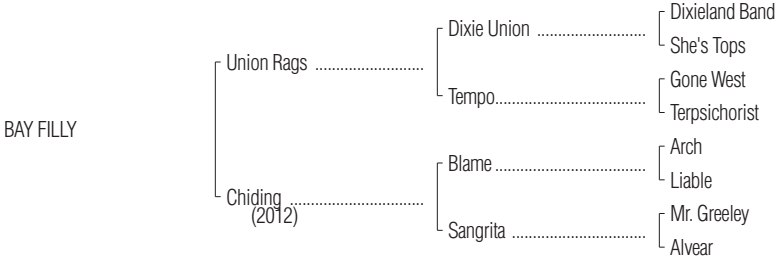 Dixieland Band
Dixie Union ............................
She's Tops
Union Rags ............................
Gone West
Tempo.......................................
Terpsichorist
BAY FILLY
Arch
Blame.......................................
Liable
Chiding ..................................
(2012)
Mr. Greeley
Sangrita ..................................
Alvear